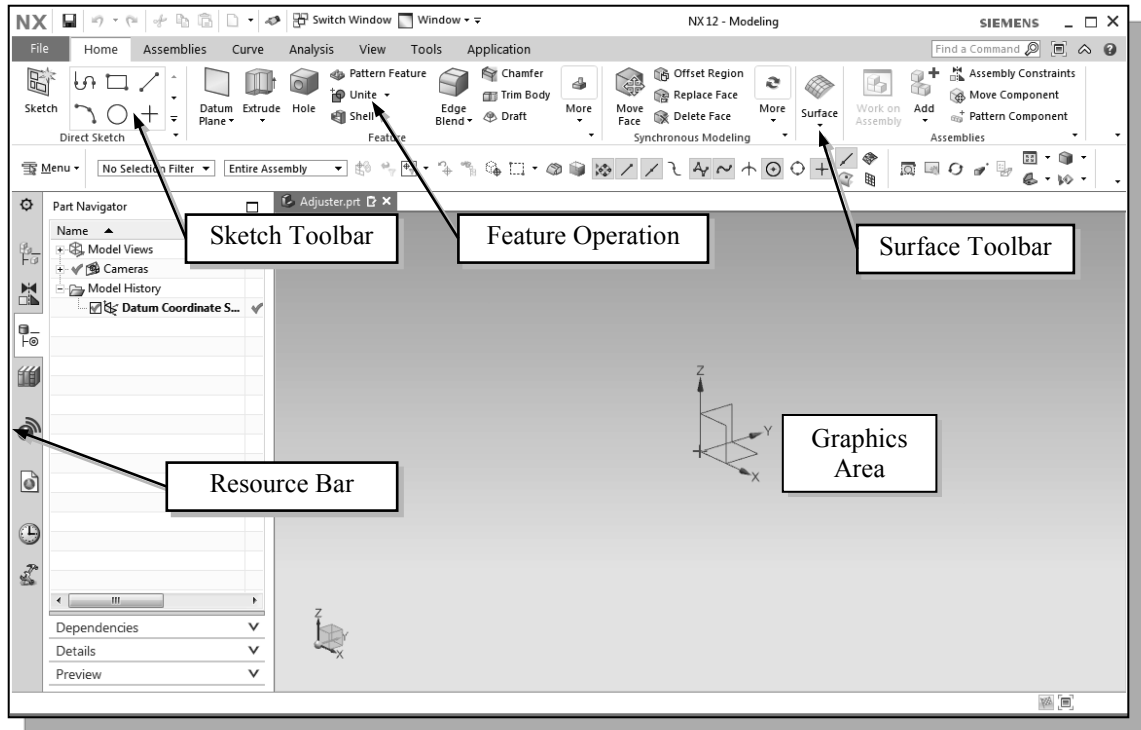 NX Switch Window Window NX 12 - Modeling SIEMENS
File Home Assemblies Curve Analysis View Tools Application Find a Command
Pattern Feature Chamfer Offset Region Assembly Constraints
Unite Trim Body Replace Face Move Component
Sketch Datum Plane Extrude Hole Shell Edge Blend Draft More Move Face Delete Face More Surface Work on Assembly Add Pattern Component
Direct Sketch Feature Synchronous Modeling Assemblies
Menu No Selection Filter Entire Assembly
Part Navigator Adjuster.prt
Name
Sketch Toolbar
Feature Operation
Surface Toolbar
Model Views
Cameras
Model History
Datum Coordinate S...
Z
Y
X
Graphics
Area
Resource Bar
Z
Y
X
Dependencies
Details
Preview